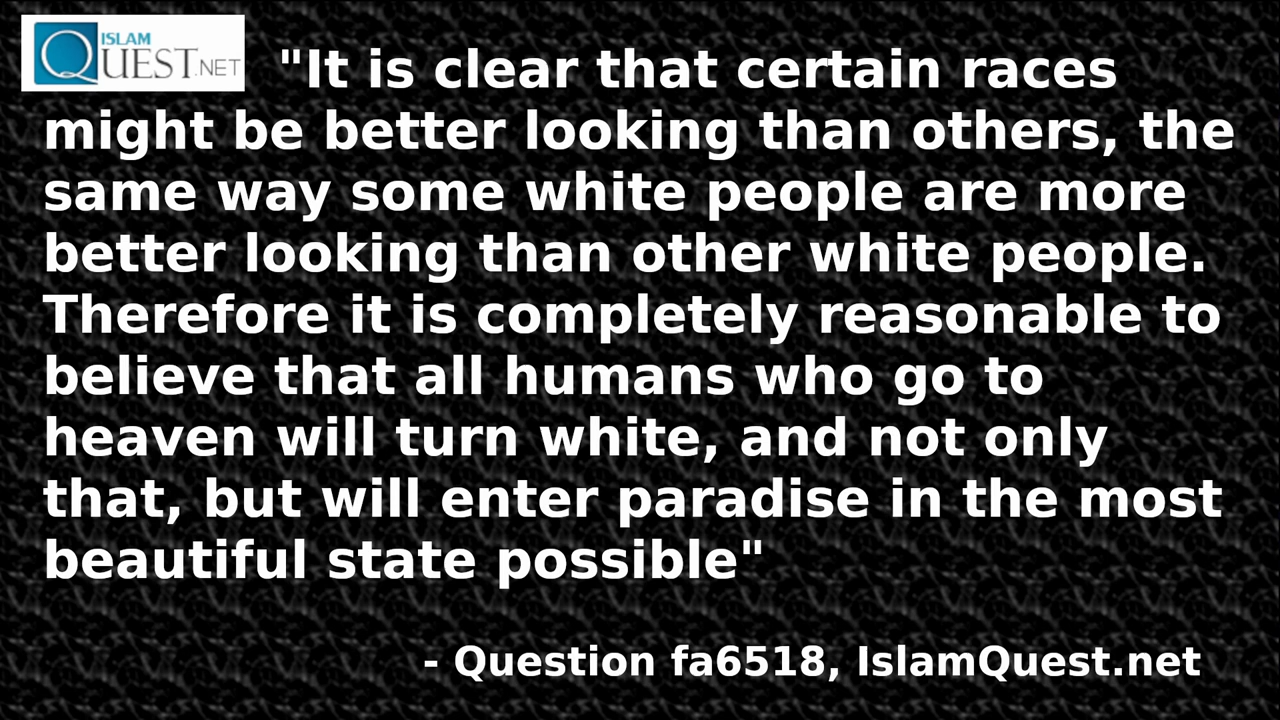 ISLAM
QUEST.NET
"It is clear that certain races
might be better looking than others, the
same way some white people are more
better looking than other white people.
Therefore it is completely reasonable to
believe that all humans who go to
heaven will turn white, and not only
that, but will enter paradise in the most
beautiful state possible"
- Question fa6518, IslamQuest.net